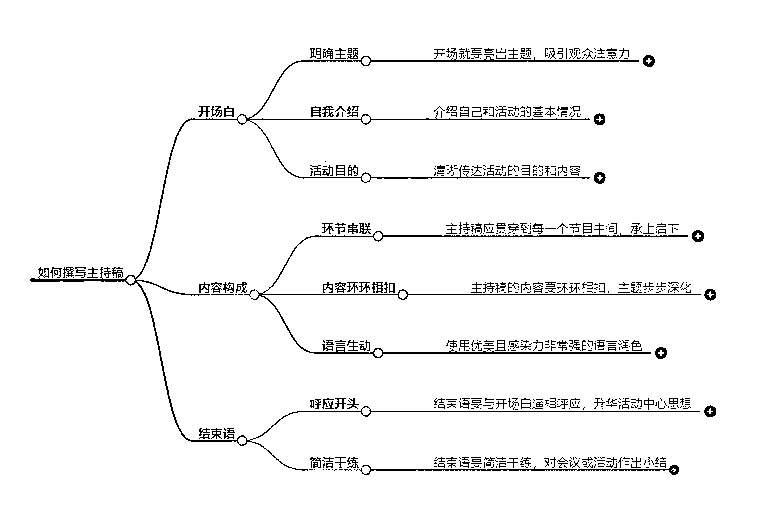 如何撰写主持稿
开场白
明确主题
开场就要亮出主题，吸引观众注意力
自我介绍
介绍自己和活动的基本情况
活动目的
清晰传达活动的目的和内容
内容构成
环节串联
主持稿应贯穿到每一个节目中间，承上启下
内容环环相扣
主持稿的内容要环环相扣，主题步步深化
语言生动
使用优美且感染力非常强的语言润色
结束语
呼应开头
结束语要与开场白遥相呼应，升华活动中心思想
简洁干练
结束语要简洁干练，对会议或活动作出小结